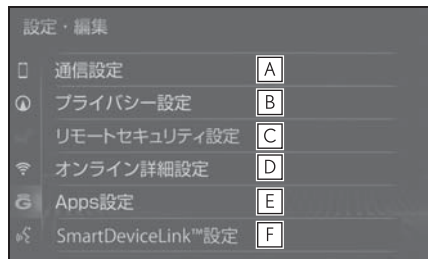 設定・編集
通信設定 A
プライバシー設定 B
リモートセキュリティ設定 C
オンライン詳細設定 D
Apps設定 E
SmartDeviceLink™設定 F